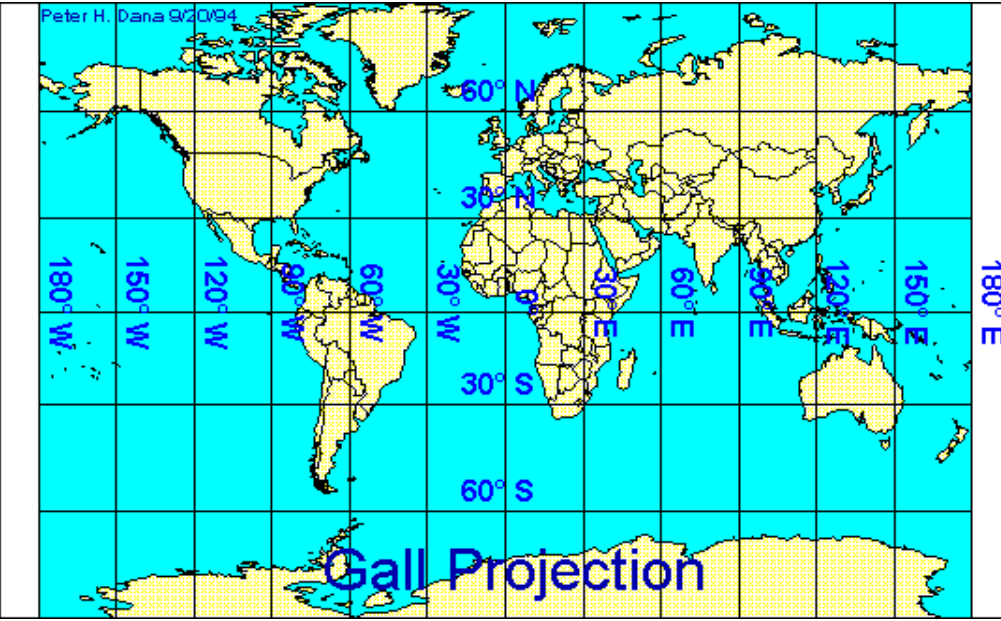 Peter H. Dana 9/20/94
60° N
30° N
180° W
150° W
120° W
90° W
60° W
30° W
0°
30° E
60° E
90° E
120° E
150° E
180° E
30° S
60° S
Gall Projection